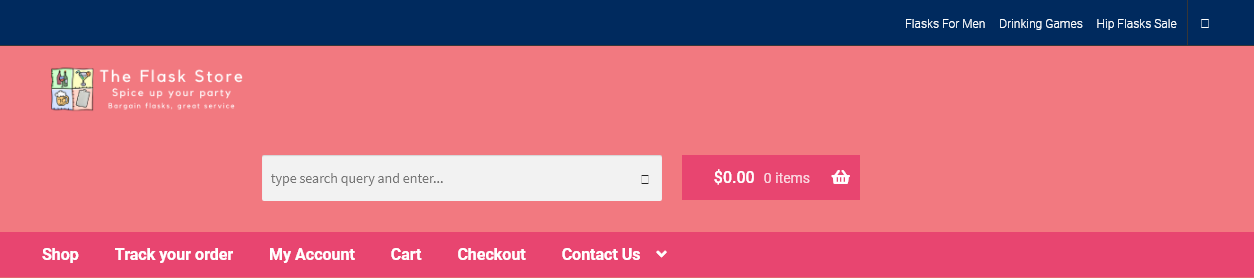 Flasks For Men Drinking Games Hip Flasks Sale
The Flask Store
Spice up your party
Bargain flasks, great service
type search query and enter...
$0.00 0 items
Shop Track your order My Account Cart Checkout Contact Us